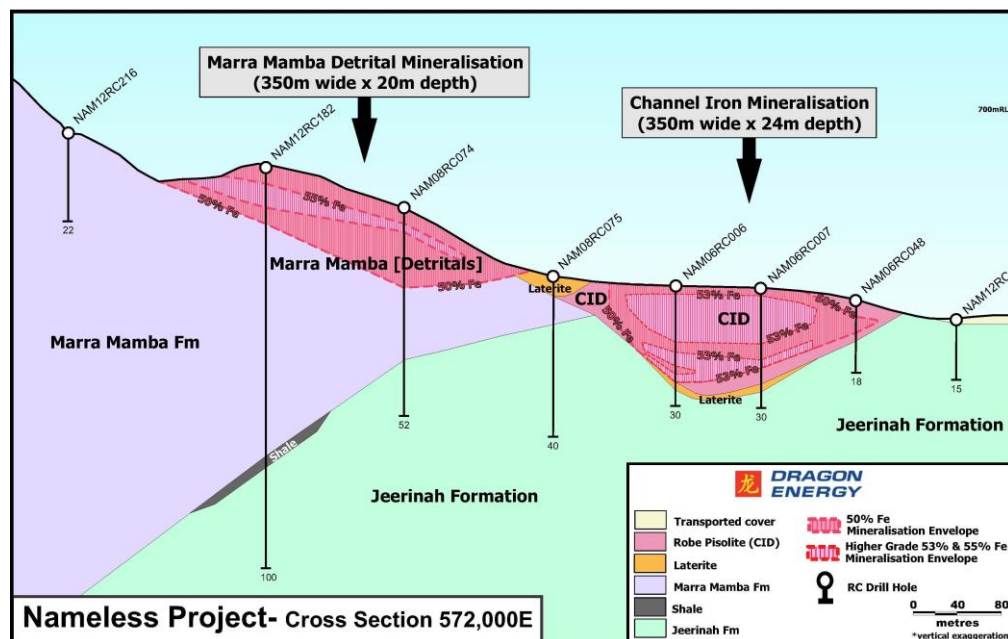 Marra Mamba Detrital Mineralisation
(350m wide x 20m depth)
Channel Iron Mineralisation
(350m wide x 24m depth)
700mRL
NAM12RC216
NAM12RC182
NAM08RC074
NAM08RC075
NAM06RC006
NAM06RC007
NAM06RC048
NAM12RC
50% Fe
55% Fe
Marra Mamba [Detritals]
50% Fe
Laterite
CID
50% Fe
53% Fe
CID
50% Fe
53% Fe
53% Fe
53% Fe
Laterite
22
52
40
30
30
18
15
100
Marra Mamba Fm
Shale
Jeerinah Formation
Jeerinah Formation
龙 DRAGON
ENERGY
Transported cover
Robe Pisolite (CID)
Laterite
Marra Mamba Fm
Shale
Jeerinah Fm
50% Fe
Mineralisation Envelope
Higher Grade 53% & 55% Fe
Mineralisation Envelope
RC Drill Hole
0 40 80
metres
*vertical exaggeration
Nameless Project- Cross Section 572,000E